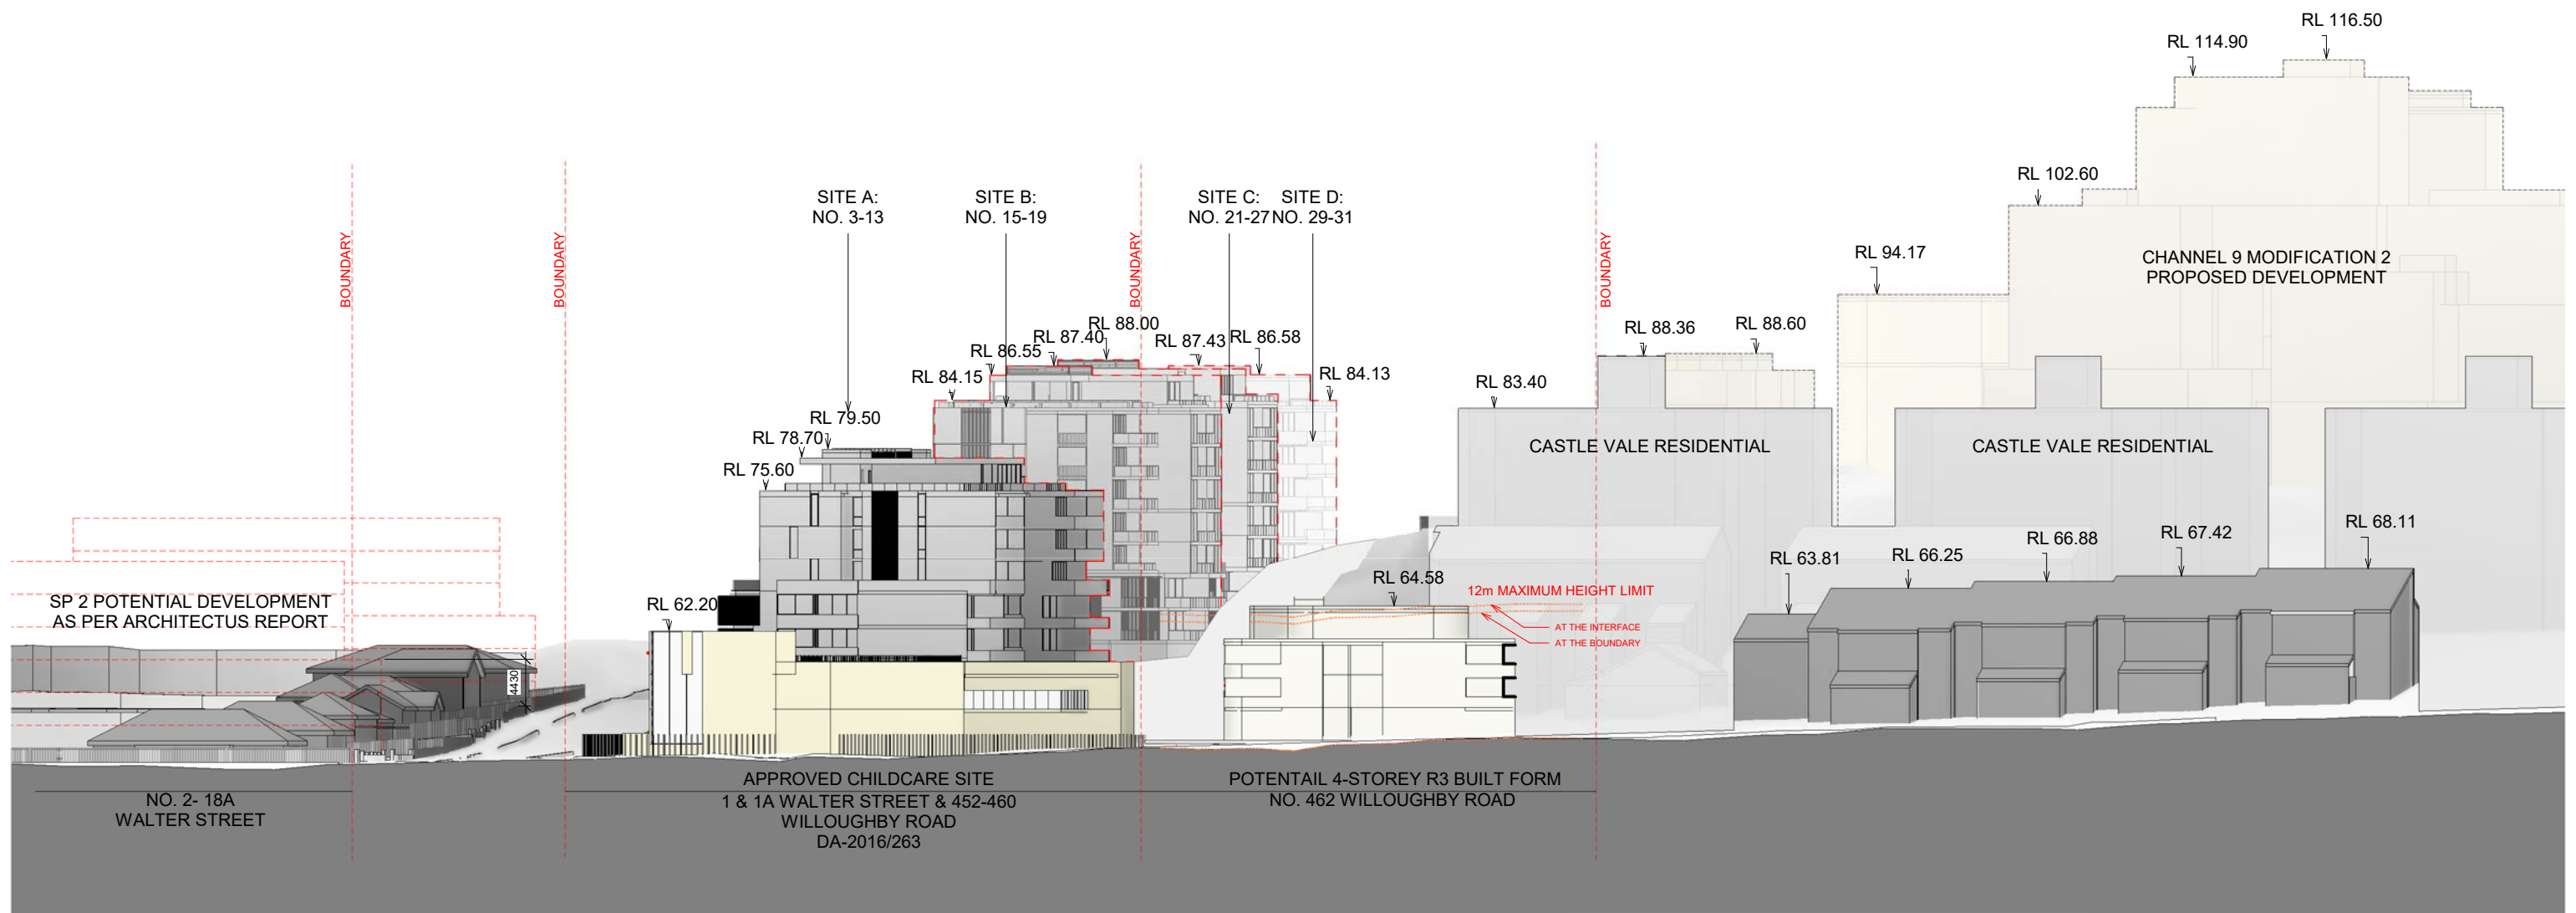 RL 116.50
RL 114.90
RL 102.60
SITE A:
NO. 3-13
SITE B:
NO. 15-19
SITE C:
NO. 21-27
SITE D:
NO. 29-31
BOUNDARY
BOUNDARY
BOUNDARY
BOUNDARY
RL 94.17
CHANNEL 9 MODIFICATION 2
PROPOSED DEVELOPMENT
RL 88.00
RL 87.40
RL 86.55
RL 87.43
RL 86.58
RL 88.36
RL 88.60
RL 84.15
RL 84.13
RL 83.40
RL 79.50
RL 78.70
RL 75.60
CASTLE VALE RESIDENTIAL
CASTLE VALE RESIDENTIAL
RL 68.11
RL 67.42
RL 66.88
RL 66.25
RL 63.81
RL 64.58
12m MAXIMUM HEIGHT LIMIT
AT THE INTERFACE
AT THE BOUNDARY
SP 2 POTENTIAL DEVELOPMENT
AS PER ARCHITECTUS REPORT
RL 62.20
4430
NO. 2- 18A
WALTER STREET
APPROVED CHILDCARE SITE
1 & 1A WALTER STREET & 452-460
WILLOUGHBY ROAD
DA-2016/263
POTENTAIL 4-STOREY R3 BUILT FORM
NO. 462 WILLOUGHBY ROAD